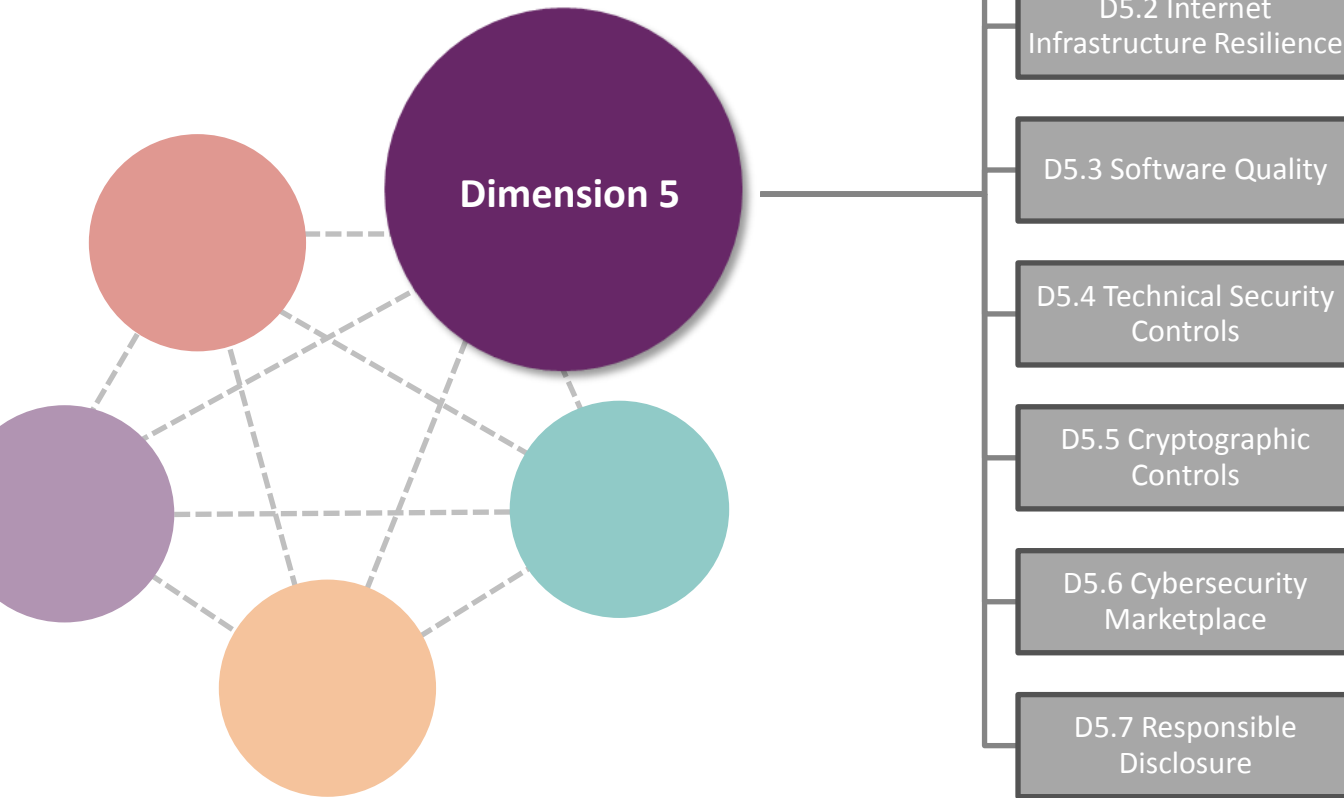 Dimension 5
D5.2 Internet
Infrastructure Resilience
D5.3 Software Quality
D5.4 Technical Security
Controls
D5.5 Cryptographic
Controls
D5.6 Cybersecurity
Marketplace
D5.7 Responsible
Disclosure